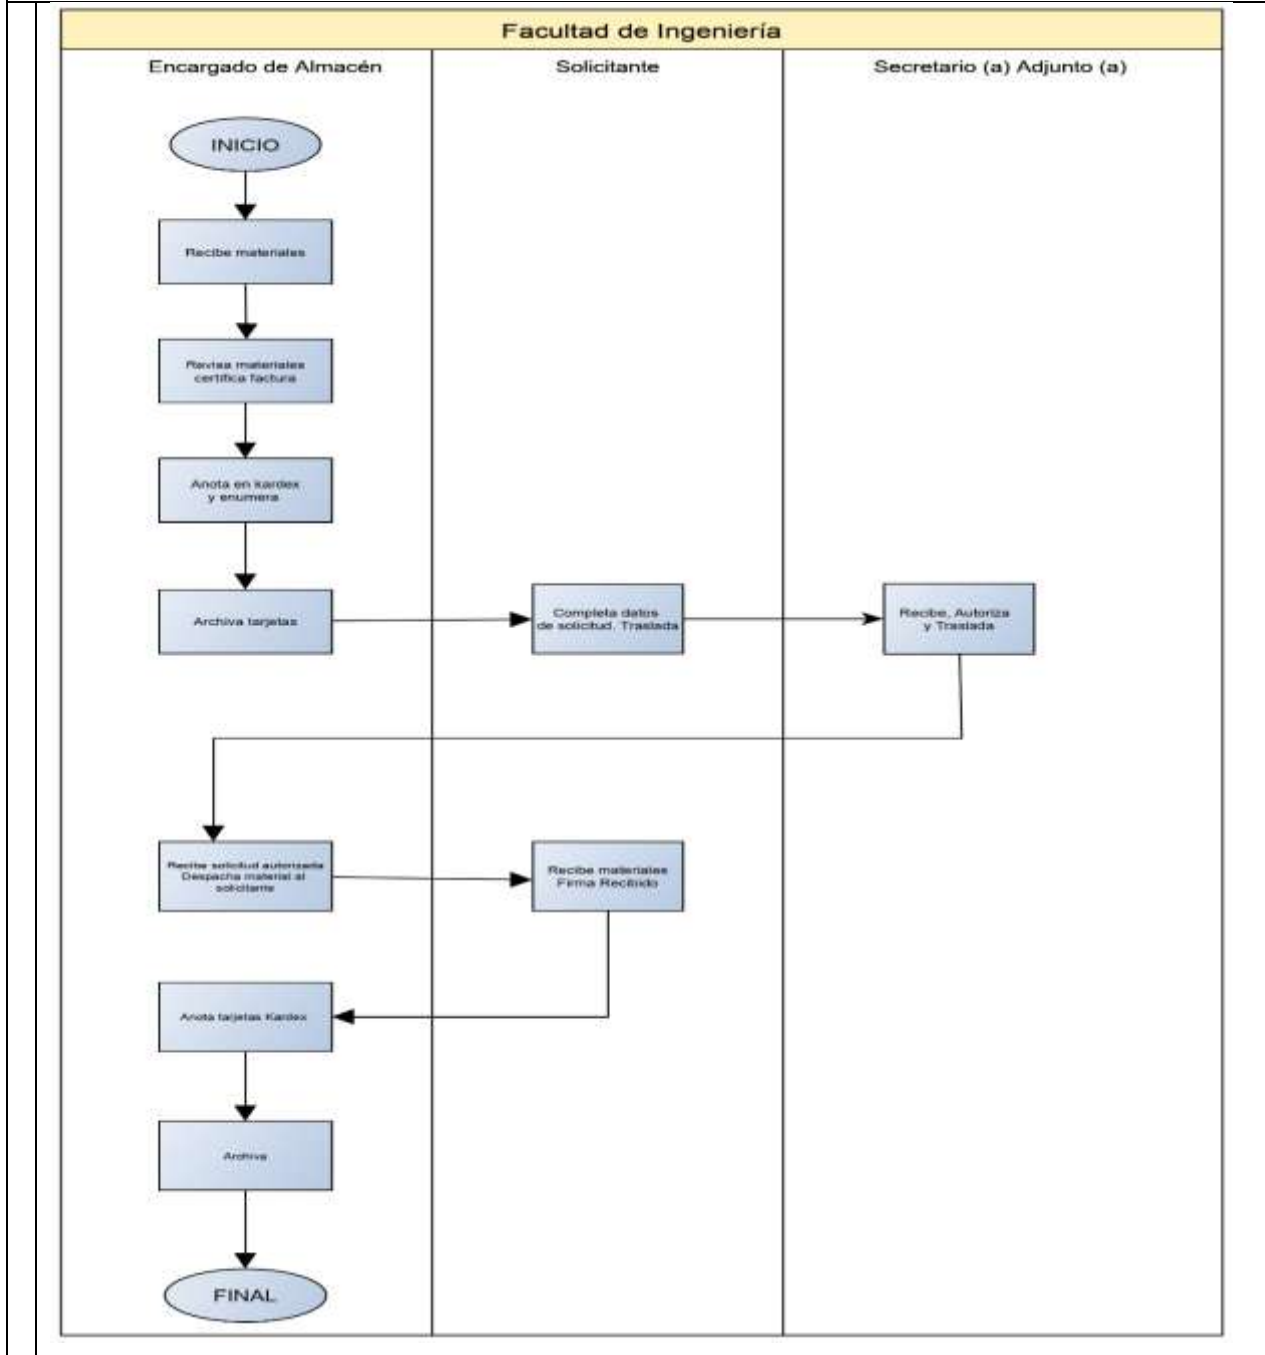 Facultad de Ingeniería
Encargado de Almacén
Solicitante
Secretario (a) Adjunto (a)
INICIO
Recibe materiales
Revisa materiales
certifica factura
Anota en kardex
y enumera
Archiva tarjetas
Completa datos
de solicitud. Traslada
Recibe, Autoriza
y Traslada
Recibe solicitud autorizada
Despacha material al
solicitante
Recibe materiales
Firma Recibido
Anota tarjetas Kardex
Archiva
FINAL